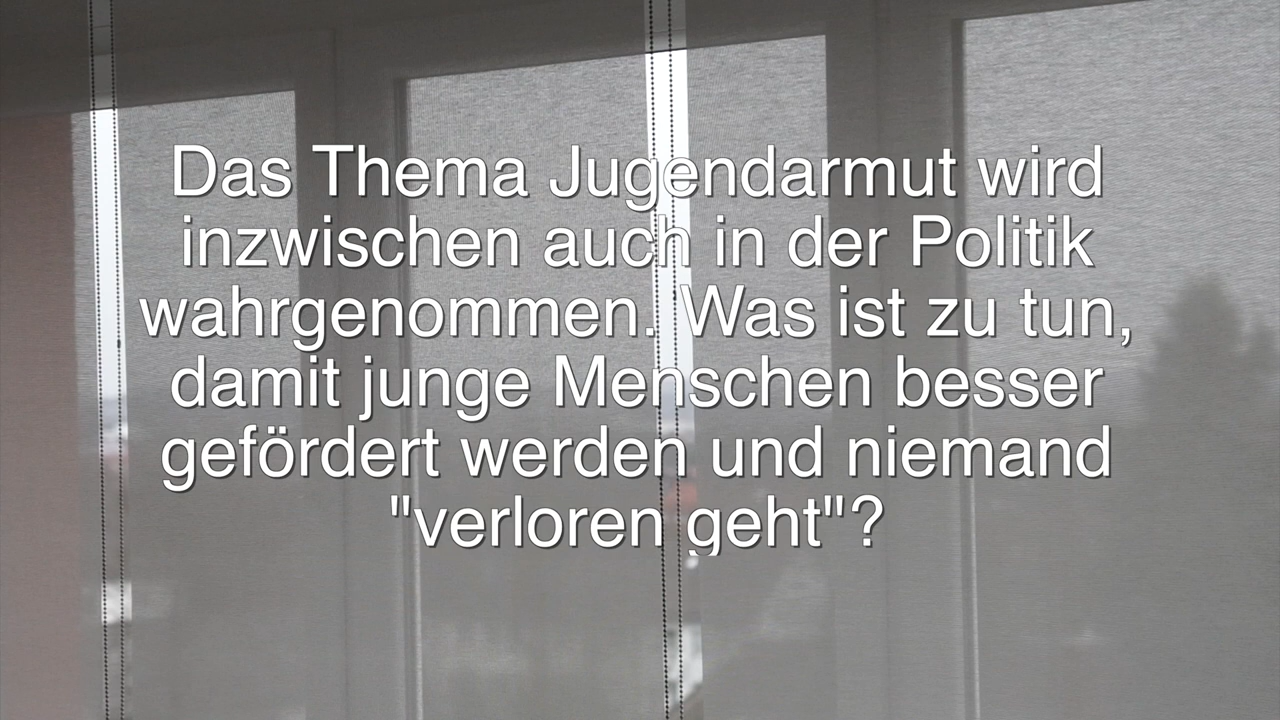 Das Thema Jugendarmut wird
inzwischen auch in der Politik
wahrgenommen. Was ist zu tun,
damit junge Menschen besser
gefördert werden und niemand
"verloren geht"?